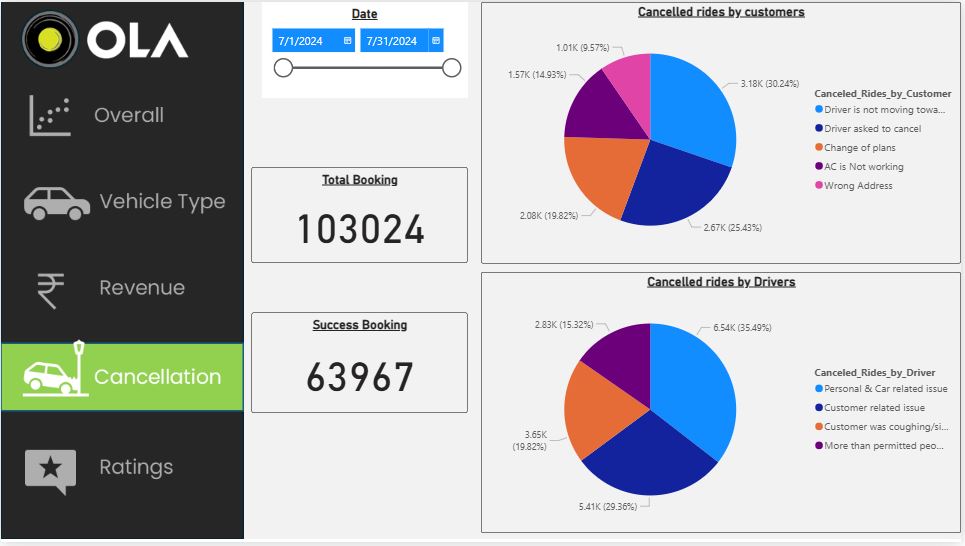 OLA
Overall
Vehicle Type
Revenue
Cancellation
Ratings
Date
7/1/2024
7/31/2024
Total Booking
103024
Success Booking
63967
Cancelled rides by customers
1.01K (9.57%)
1.57K (14.93%)
2.08K (19.82%)
3.18K (30.24%)
2.67K (25.43%)
Canceled_Rides_by_Customer
Driver is not moving towa...
Driver asked to cancel
Change of plans
AC is Not working
Wrong Address
Cancelled rides by Drivers
2.83K (15.32%)
3.65K
(19.82%)
6.54K (35.49%)
5.41K (29.36%)
Canceled_Rides_by_Driver
Personal & Car related issue
Customer related issue
Customer was coughing/si...
More than permitted peo...